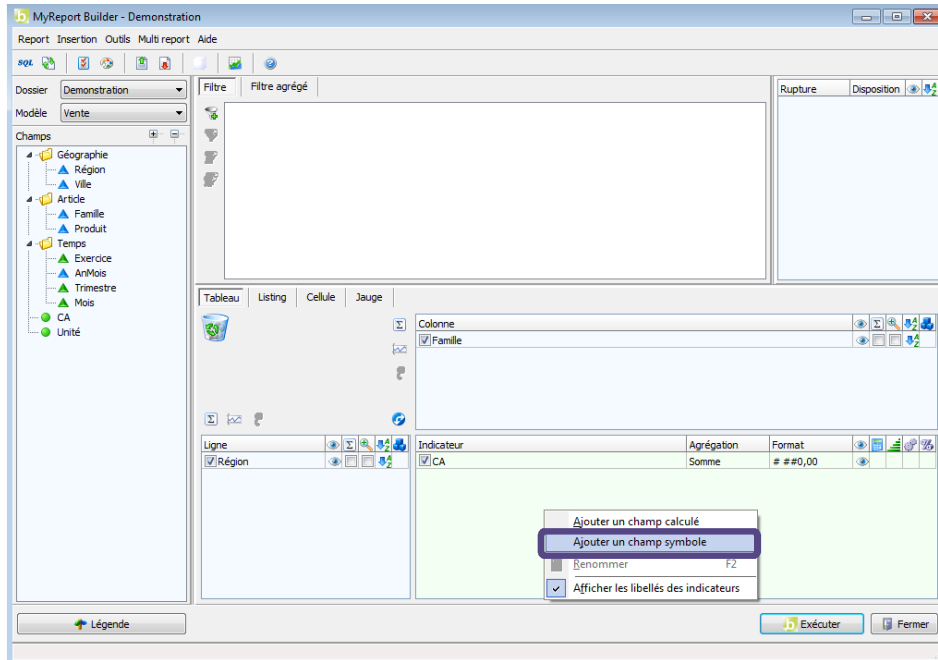 MyReport Builder - Demonstration
Report Insertion Outils Multi report Aide
SQL
Dossier Demonstration
Modèle Vente
Champs
Géographie
Région
Ville
Article
Famille
Produit
Temps
Exercice
AnMois
Trimestre
Mois
CA
Unité
Filtre Filtre agrégé
Rupture Disposition
Tableau Listing Cellule Jauge
Colonne
Famille
Ligne
Région
Indicateur Agrégation Format
CA Somme # ##0,00
Ajouter un champ calculé
Ajouter un champ symbole
Renommer F2
Afficher les libellés des indicateurs
Légende
Exécuter Fermer